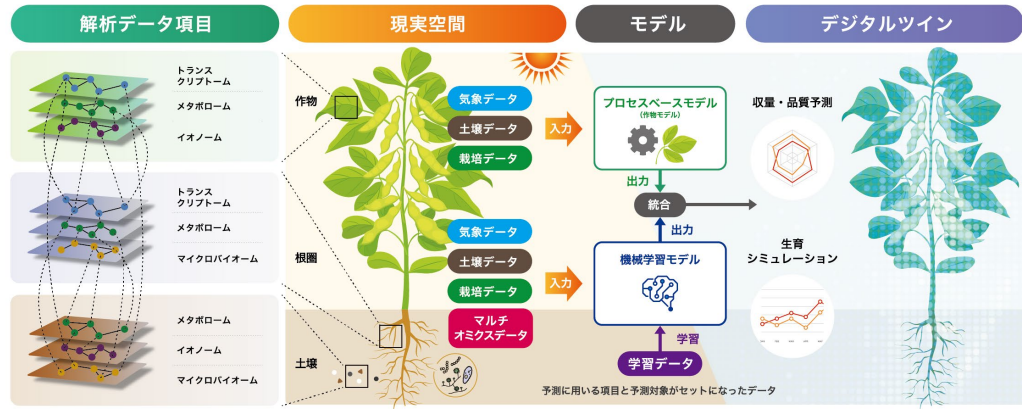 解析データ項目
現実空間
モデル
デジタルツイン
トランス
クリプトーム
メタボローム
イオノーム
トランス
クリプトーム
メタボローム
マイクロバイオーム
メタボローム
イオノーム
マイクロバイオーム
作物
根圏
土壌
気象データ
土壌データ
栽培データ
入力
気象データ
土壌データ
栽培データ
マルチ
オミクスデータ
入力
プロセスベースモデル
(作物モデル)
出力
統合
出力
機械学習モデル
学習
学習データ
予測に用いる項目と予測対象がセットになったデータ
収量・品質予測
生育
シミュレーション